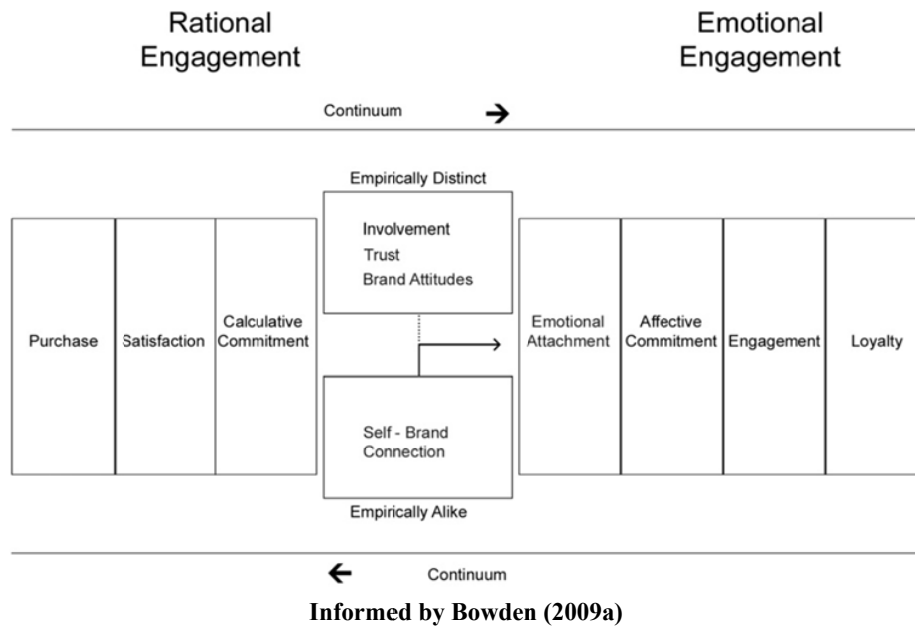 Rational
Engagement
Emotional
Engagement
Continuum
Empirically Distinct
Involvement
Trust
Brand Attitudes
Purchase
Satisfaction
Calculative
Commitment
Emotional
Attachment
Affective
Commitment
Engagement
Loyalty
Self - Brand
Connection
Empirically Alike
Continuum
Informed by Bowden (2009a)